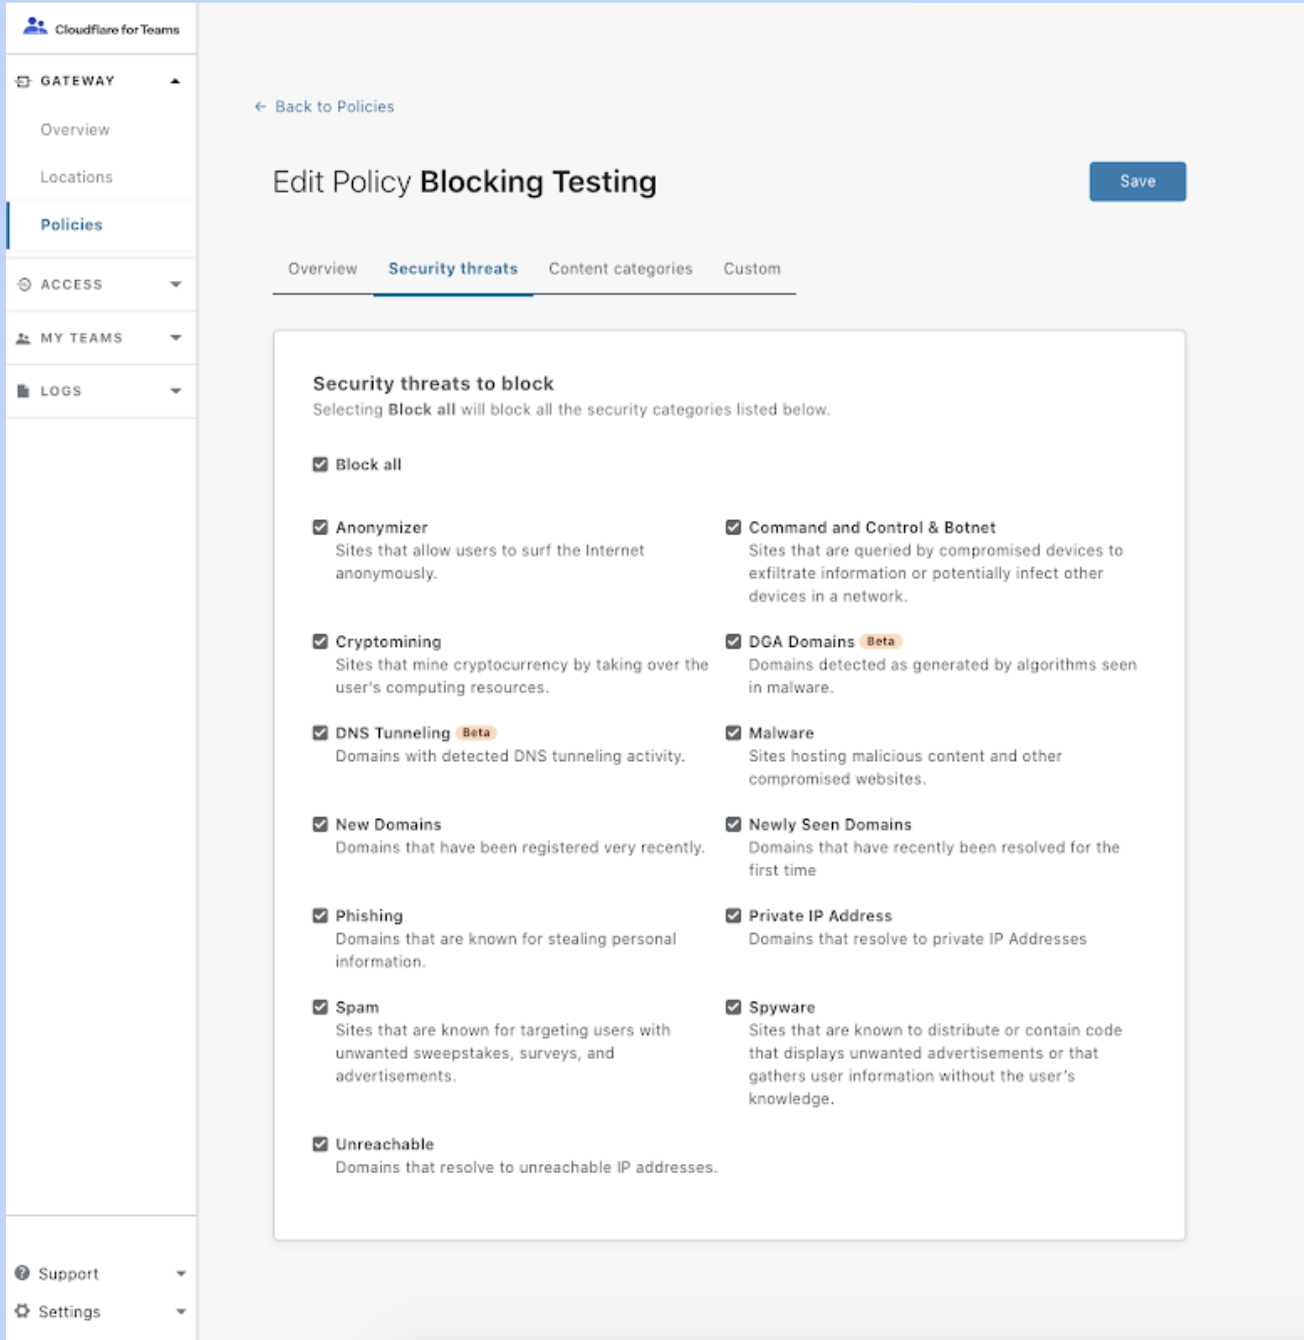 Cloudflare for Teams
GATEWAY
Overview
Locations
Policies
ACCESS
MY TEAMS
LOGS
Support
Settings
← Back to Policies
Edit Policy Blocking Testing
Save
Overview
Security threats
Content categories
Custom
Security threats to block
Selecting Block all will block all the security categories listed below.
Block all
Anonymizer
Sites that allow users to surf the Internet
anonymously.
Command and Control & Botnet
Sites that are queried by compromised devices to
exfiltrate information or potentially infect other
devices in a network.
Cryptomining
Sites that mine cryptocurrency by taking over the
user's computing resources.
DGA Domains Beta
Domains detected as generated by algorithms seen
in malware.
DNS Tunneling Beta
Domains with detected DNS tunneling activity.
Malware
Sites hosting malicious content and other
compromised websites.
New Domains
Domains that have been registered very recently.
Newly Seen Domains
Domains that have recently been resolved for the
first time
Phishing
Domains that are known for stealing personal
information.
Private IP Address
Domains that resolve to private IP Addresses
Spam
Sites that are known for targeting users with
unwanted sweepstakes, surveys, and
advertisements.
Spyware
Sites that are known to distribute or contain code
that displays unwanted advertisements or that
gathers user information without the user's
knowledge.
Unreachable
Domains that resolve to unreachable IP addresses.